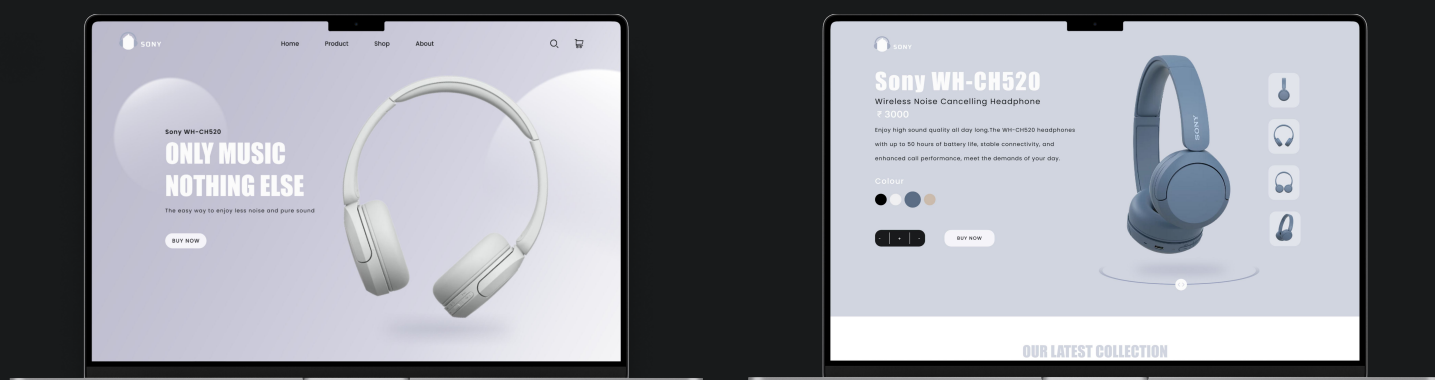 SONY
Home Product Shop About
Sony WH-CH520
ONLY MUSIC
NOTHING ELSE
The easy way to enjoy less noise and pure sound
BUY NOW
SONY
Sony WH-CH520
Wireless Noise Cancelling Headphone
₹ 3000
Enjoy high sound quality all day long.The WH-CH520 headphones
with up to 50 hours of battery life, stable connectivity, and
enhanced call performance, meet the demands of your day.
Colour
BUY NOW
SONY
OUR LATEST COLLECTION